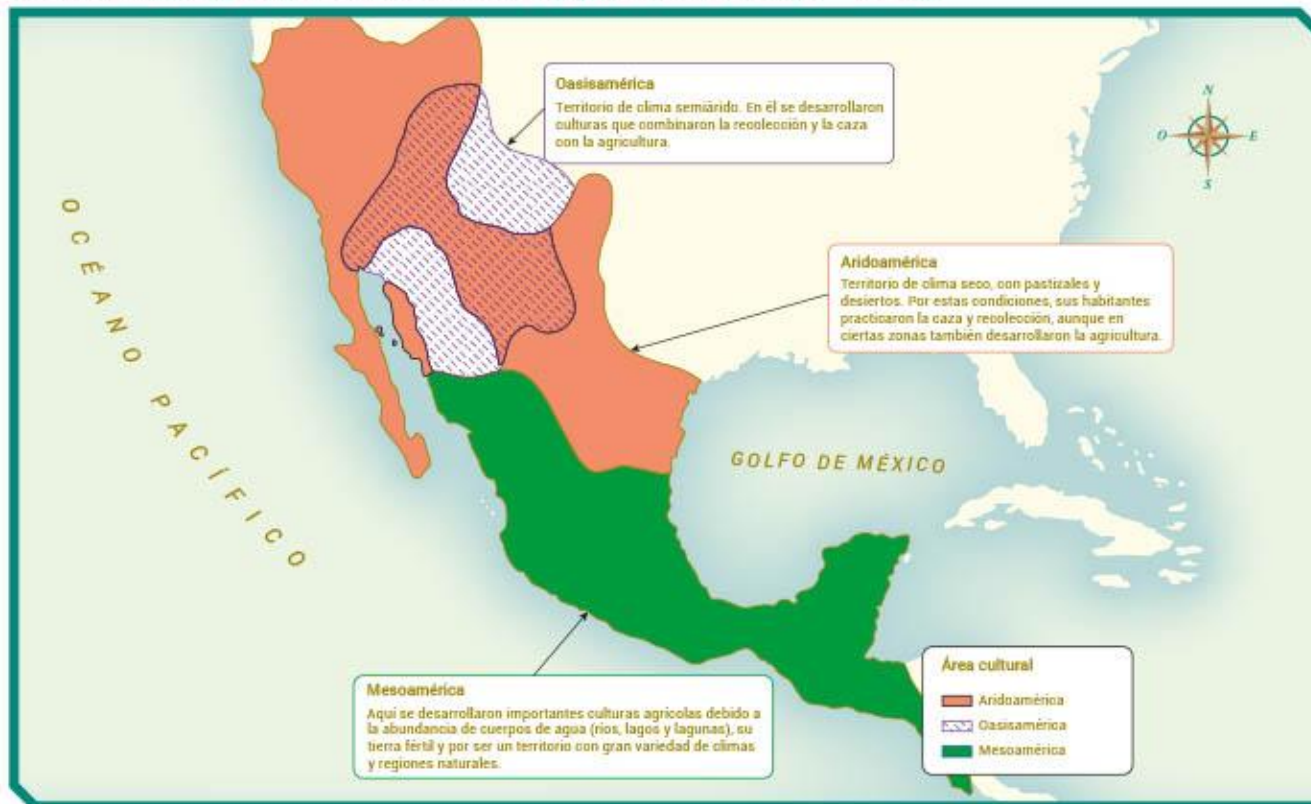 Oasisamérica
Territorio de clima semiárido. En él se desarrollaron
culturas que combinaron la recolección y la caza
con la agricultura.
N
O
E
S
OCÉANO PACÍFICO
Aridoamérica
Territorio de clima seco, con pastizales y
desiertos. Por estas condiciones, sus habitantes
practicaron la caza y recolección, aunque en
ciertas zonas también desarrollaron la agricultura.
GOLFO DE MÉXICO
Mesoamérica
Aquí se desarrollaron importantes culturas agrícolas debido a
la abundancia de cuerpos de agua (ríos, lagos y lagunas), su
tierra fértil y por ser un territorio con gran variedad de climas
y regiones naturales.
Área cultural
Aridoamérica
Oasisamérica
Mesoamérica